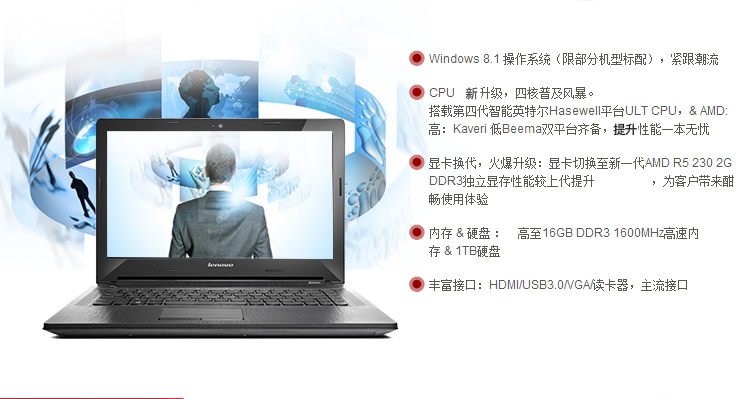 Windows 8.1 操作系统（限部分机型标配），紧跟潮流
CPU 新升级，四核普及风暴。
搭载第四代智能英特尔Hasewell平台ULT CPU，& AMD:
高：Kaveri 低Beema双平台齐备，提升性能一本无忧
显卡换代，火爆升级：显卡切换至新一代AMD R5 230 2G
DDR3独立显存性能较上代提升 ，为客户带来酣
畅使用体验
内存 & 硬盘： 高至16GB DDR3 1600MHz高速内
存 & 1TB硬盘
丰富接口：HDMI/USB3.0/VGA/读卡器，主流接口
lenovo